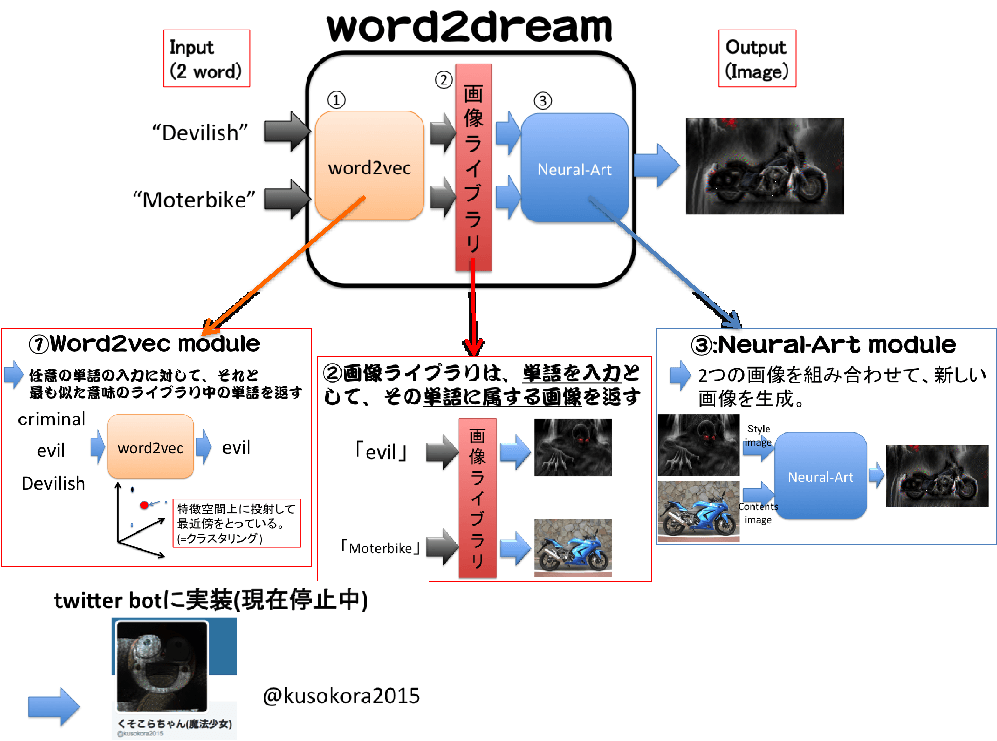 word2dream
Input
(2 word)
Output
(Image)
①
②
③
“Devilish”
“Moterbike”
word2vec
画像ライブラリ
Neural-Art
①Word2vec module
任意の単語の入力に対して、それと
最も似た意味のライブラリ中の単語を返す
criminal
evil
Devilish
word2vec
evil
特徴空間上に投射して
最近傍をとっている。
(=クラスタリング)
②画像ライブラリは、単語を入力と
して、その単語に属する画像を返す
「evil」
「Moterbike」
画像ライブラリ
③:Neural-Art module
2つの画像を組み合わせて、新しい
画像を生成。
Style
image
Contents
image
Neural-Art
twitter botに実装(現在停止中)
くそこらちゃん(魔法少女)
@kusokora2015
@kusokora2015